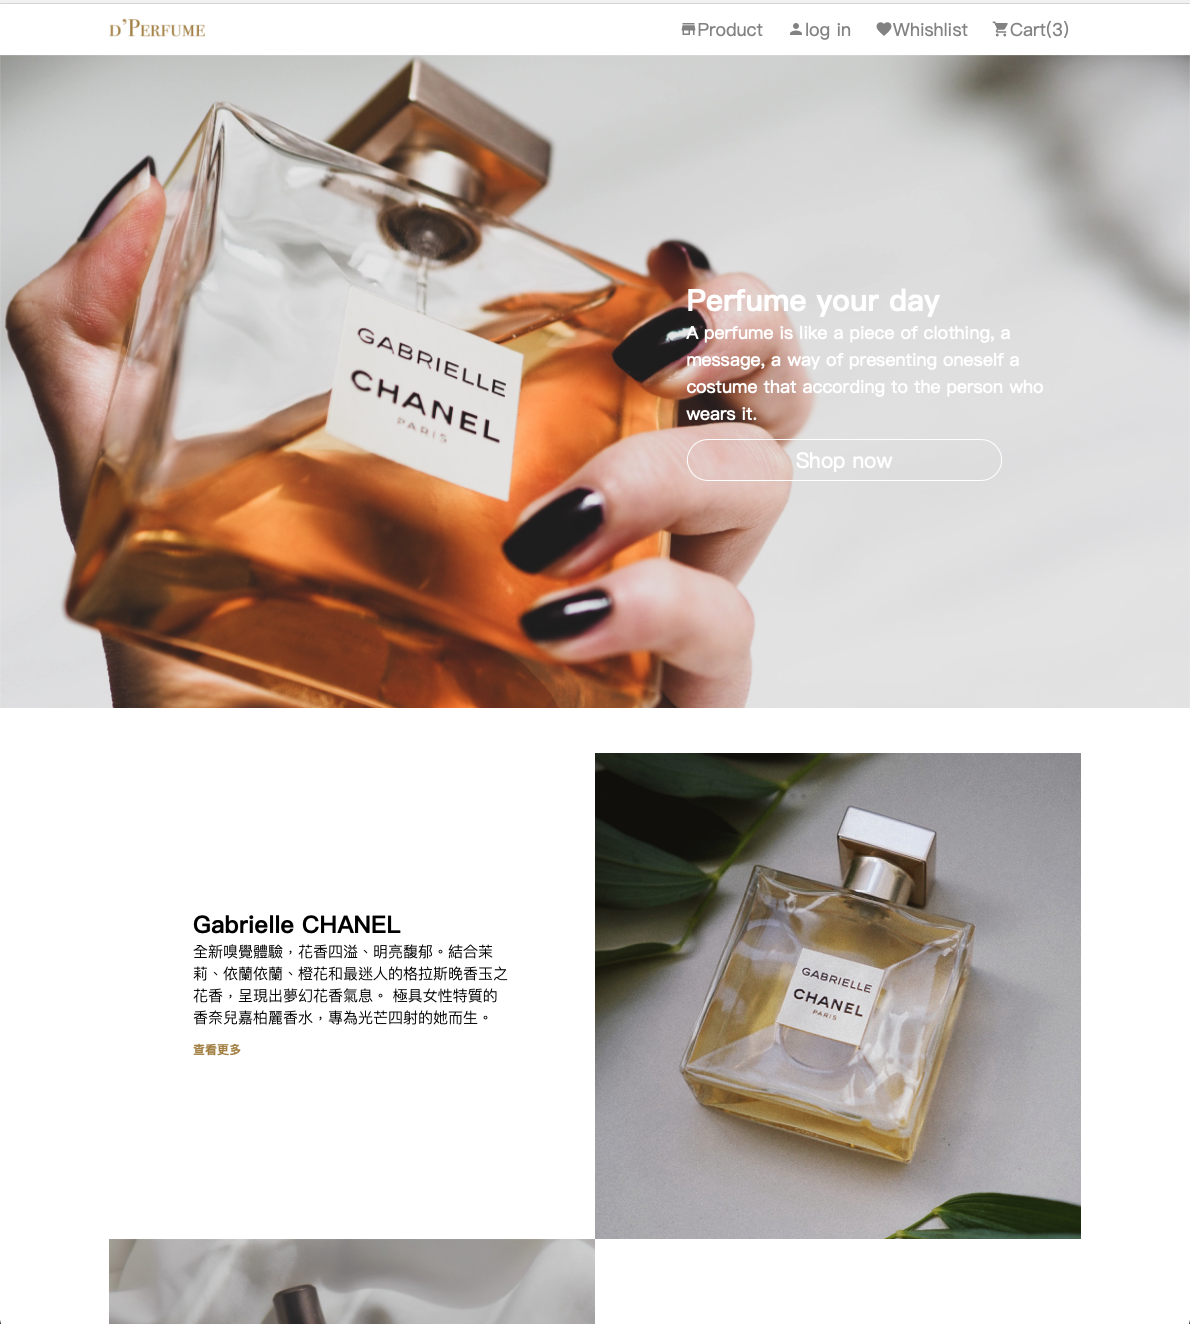 D'PERFUME
Product
log in
Whishlist
Cart(3)
GABRIELLE
CHANEL
PARIS
Perfume your day
A perfume is like a piece of clothing, a
message, a way of presenting oneself a
costume that according to the person who
wears it.
Shop now
Gabrielle CHANEL
全新嗅覺體驗，花香四溢、明亮馥郁。結合茉
莉、依蘭依蘭、橙花和最迷人的格拉斯晚香玉之
花香，呈現出夢幻花香氣息。 極具女性特質的
香奈兒嘉柏麗香水，專為光芒四射的她而生。
查看更多
GABRIELLE
CHANEL
PARIS